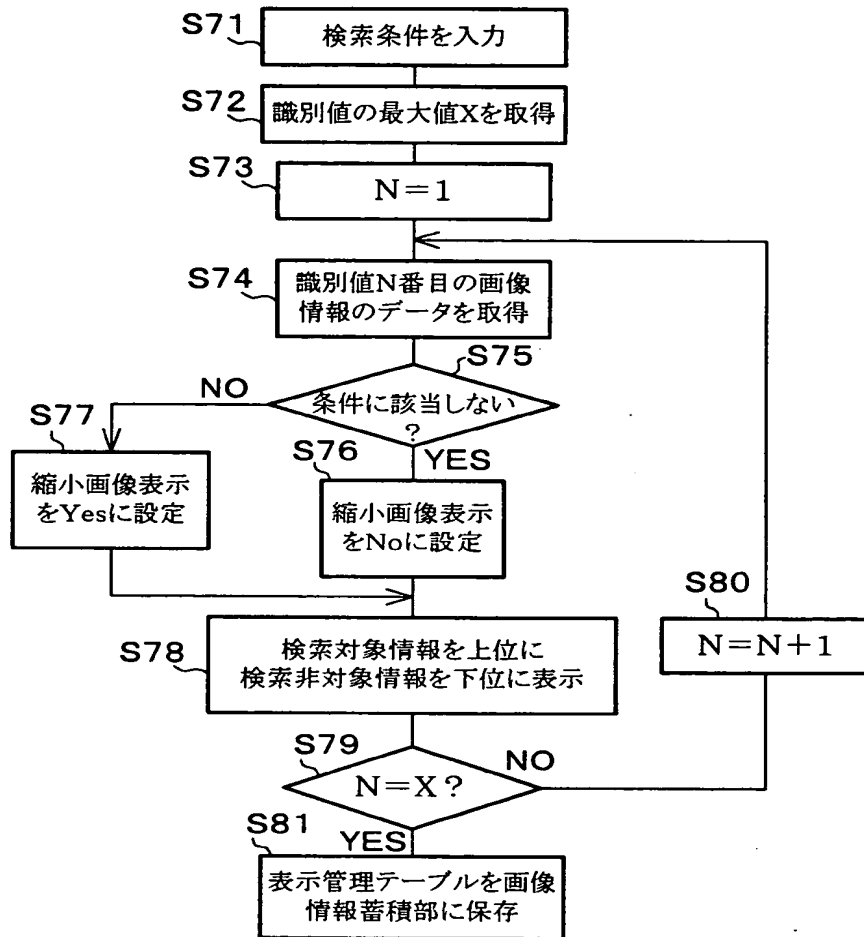 S71
検索条件を入力
S72
識別値の最大値Xを取得
S73
N=1
S74
識別値N番目の画像
情報のデータを取得
S75
条件に該当しない
?
NO
YES
S77
縮小画像表示
をYesに設定
S76
縮小画像表示
をNoに設定
S78
検索対象情報を上位に
検索非対象情報を下位に表示
S79
N=X?
NO
YES
S80
N=N+1
S81
表示管理テーブルを画像
情報蓄積部に保存